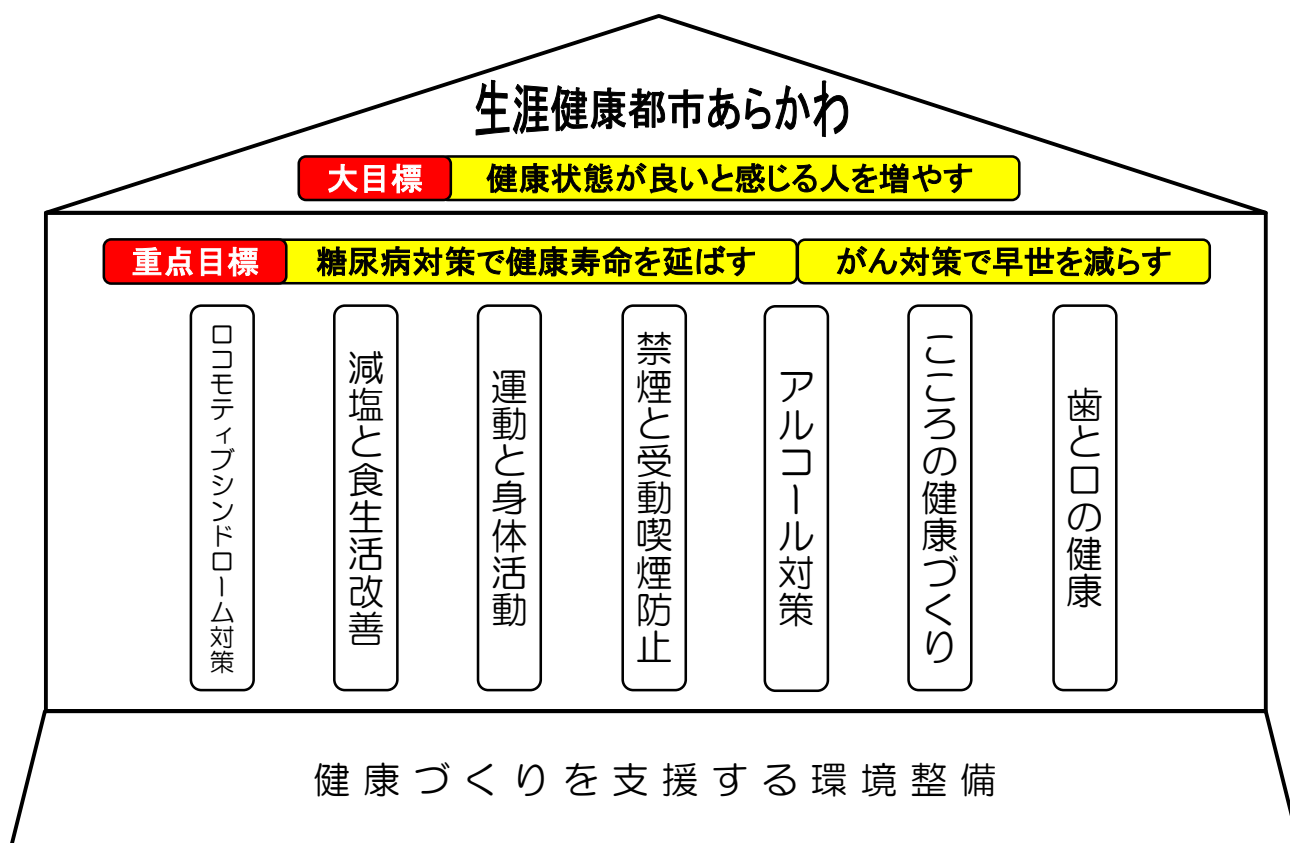 生涯健康都市あらかわ
大目標 健康状態が良いと感じる人を増やす
重点目標 糖尿病対策で健康寿命を延ばす がん対策で早世を減らす
ロコモティブシンドローム対策
減塩と食生活改善
運動と身体活動
禁煙と受動喫煙防止
アルコール対策
こころの健康づくり
歯と口の健康
健康づくりを支援する環境整備